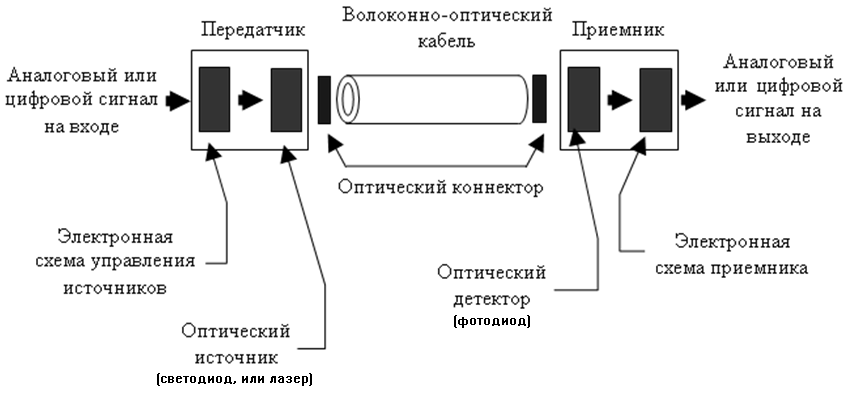 Передатчик
Волоконно-оптический
кабель
Приемник
Аналоговый или
цифровой сигнал
на входе
Аналоговый
или цифровой
сигнал на
выходе
Оптический коннектор
Электронная
схема управления
источников
Оптический
источник
(светодиод, или лазер)
Оптический
детектор
(фотодиод)
Электронная
схема приемника